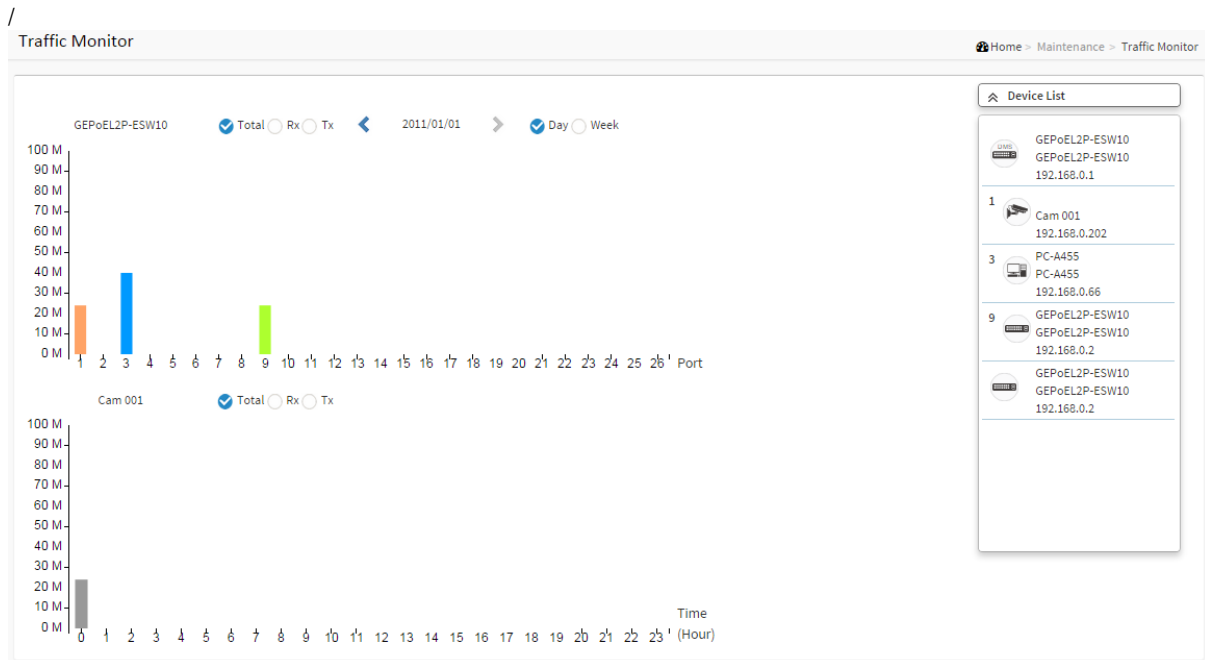 /
Traffic Monitor
Home > Maintenance > Traffic Monitor
GEPoEL2P-ESW10 Total Rx Tx 2011/01/01 Day Week
100 M
90 M
80 M
70 M
60 M
50 M
40 M
30 M
20 M
10 M
0 M
1 2 3 4 5 6 7 8 9 10 11 12 13 14 15 16 17 18 19 20 21 22 23 24 25 26 Port
Cam 001 Total Rx Tx
100 M
90 M
80 M
70 M
60 M
50 M
40 M
30 M
20 M
10 M
0 M
0 1 2 3 4 5 6 7 8 9 10 11 12 13 14 15 16 17 18 19 20 21 22 23
Time
(Hour)
Device List
UMS
GEPoEL2P-ESW10
GEPoEL2P-ESW10
192.168.0.1
1
Cam 001
192.168.0.202
3
PC-A455
PC-A455
192.168.0.66
9
GEPoEL2P-ESW10
GEPoEL2P-ESW10
192.168.0.2
GEPoEL2P-ESW10
GEPoEL2P-ESW10
192.168.0.2